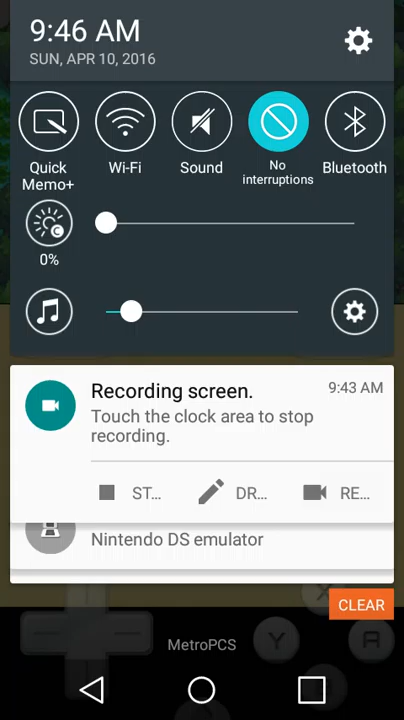 9:46 AM
SUN, APR 10, 2016
Quick Memo+
Wi-Fi
Sound
No interruptions
Bluetooth
0%
Recording screen.
9:43 AM
Touch the clock area to stop
recording.
ST...
DR...
RE...
Nintendo DS emulator
CLEAR
X
MetroPCS
Y
A